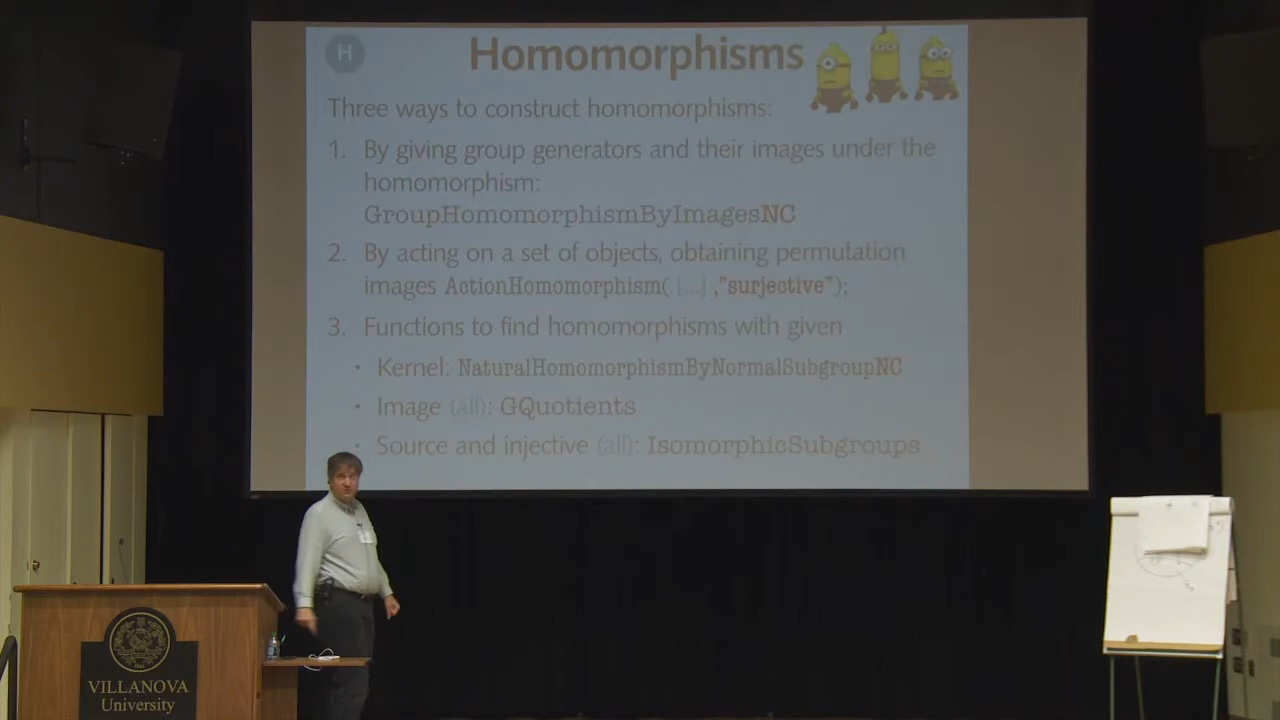 H
Homomorphisms
Three ways to construct homomorphisms:
1. By giving group generators and their images under the
homomorphism:
GroupHomomorphismByImagesNC
2. By acting on a set of objects, obtaining permutation
images ActionHomomorphism( [...] ,"surjective");
3. Functions to find homomorphisms with given
• Kernel: NaturalHomomorphismByNormalSubgroupNC
• Image (all): GQuotients
• Source and injective (all): IsomorphicSubgroups
VILLANOVA
University